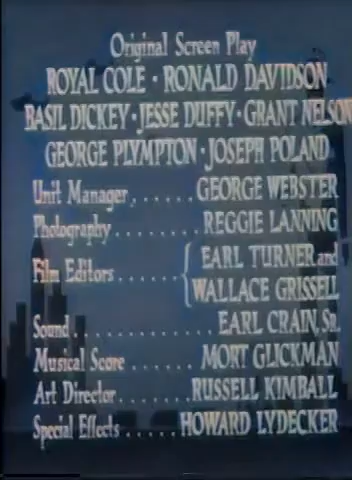 Original Screen Play
ROYAL COLE · RONALD DAVIDSON
BASIL DICKEY · JESSE DUFFY · GRANT NELSON
GEORGE PLYMPTON · JOSEPH POLAND
Unit Manager, . . . . . GEORGE WEBSTER
Photography . . . . . . . . REGGIE LANNING
Film Editors . . . . . . { EARL TURNER and
WALLACE GRISSELL
Sound . . . . . . . . . . . . . EARL CRAIN, SR.
Musical Score . . . . . . MORT GLICKMAN
Art Director . . . . . . . RUSSELL KIMBALL
Special Effects . . . . . HOWARD LYDECKER